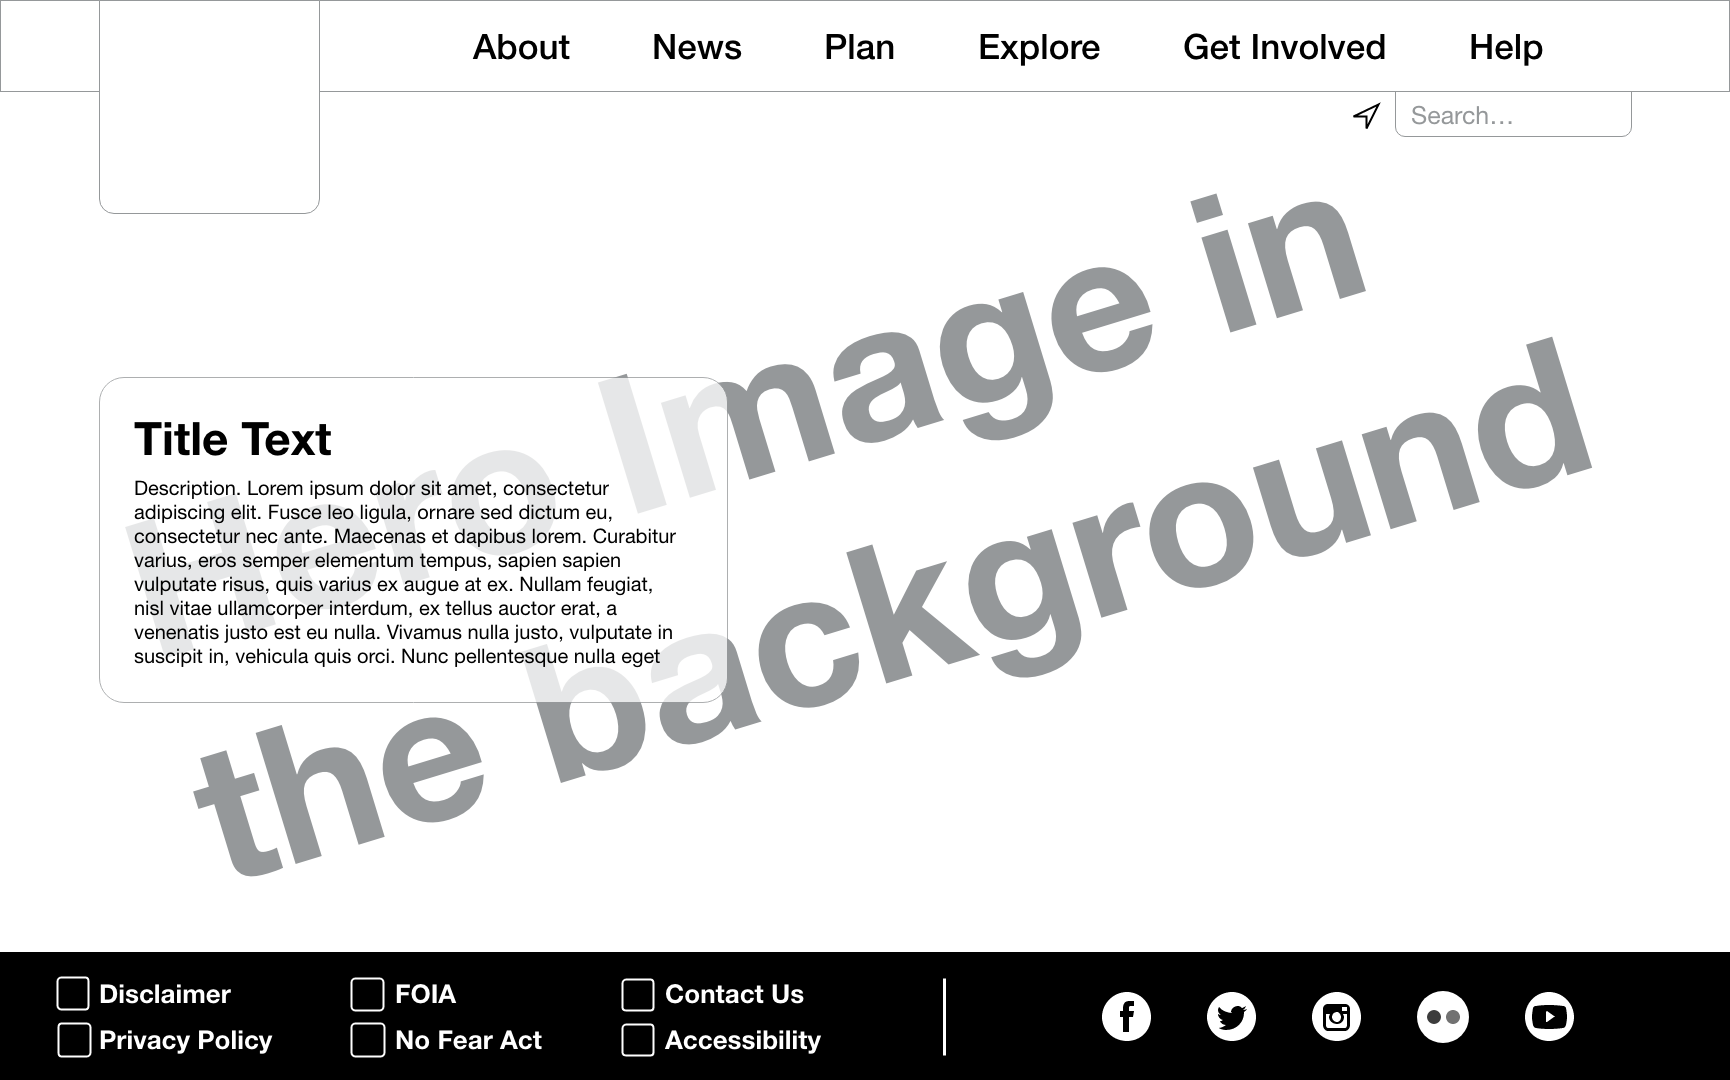 About News Plan Explore Get Involved Help
Search...
Hero Image in
the background
Title Text
Description. Lorem ipsum dolor sit amet, consectetur
adipiscing elit. Fusce leo ligula, ornare sed dictum eu,
consectetur nec ante. Maecenas et dapibus lorem. Curabitur
varius, eros semper elementum tempus, sapien sapien
vulputate risus, quis varius ex augue at ex. Nullam feugiat,
nisl vitae ullamcorper interdum, ex tellus auctor erat, a
venenatis justo est eu nulla. Vivamus nulla justo, vulputate in
suscipit in, vehicula quis orci. Nunc pellentesque nulla eget
Disclaimer FOIA Contact Us
Privacy Policy No Fear Act Accessibility